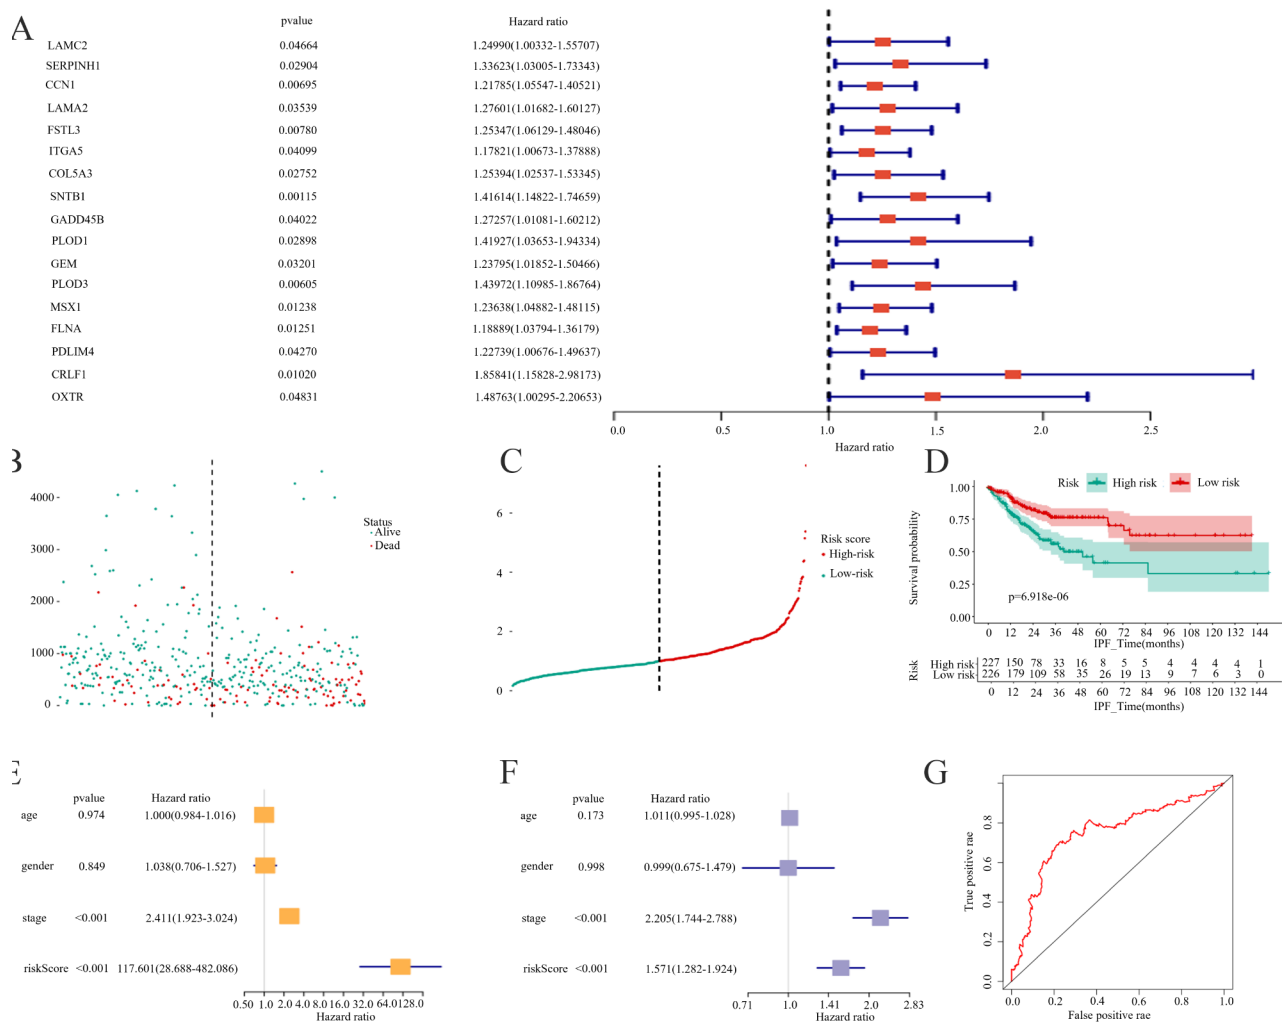 A
pvalue Hazard ratio
LAMC2 0.04664 1.24990(1.00332-1.55707)
SERPINH1 0.02904 1.33623(1.03005-1.73343)
CCN1 0.00695 1.21785(1.05547-1.40521)
LAMA2 0.03539 1.27601(1.01682-1.60127)
FSTL3 0.00780 1.25347(1.06129-1.48046)
ITGA5 0.04099 1.17821(1.00673-1.37888)
COL5A3 0.02752 1.25394(1.02537-1.53345)
SNTB1 0.00115 1.41614(1.14822-1.74659)
GADD45B 0.04022 1.27257(1.01081-1.60212)
PLOD1 0.02898 1.41927(1.03653-1.94334)
GEM 0.03201 1.23795(1.01852-1.50466)
PLOD3 0.00605 1.43972(1.10985-1.86764)
MSX1 0.01238 1.23638(1.04882-1.48115)
FLNA 0.01251 1.18889(1.03794-1.36179)
PDLIM4 0.04270 1.22739(1.00676-1.49637)
CRLF1 0.01020 1.85841(1.15828-2.98173)
OXTR 0.04831 1.48763(1.00295-2.20653)
0.0 0.5 1.0 1.5 2.0 2.5
Hazard ratio
B
4000
3000
2000
1000
0
Status
Alive
Dead
C
6
4
2
0
Risk score
High-risk
Low-risk
D
Risk High risk Low risk
Survival probability
1.00
0.75
0.50
0.25
0.00
p=6.918e-06
0 12 24 36 48 60 72 84 96 108 120 132 144
IPF_Time(months)
Risk
High risk 227 150 78 33 16 8 5 5 4 4 4 4 1
Low risk 226 179 109 58 35 26 19 13 9 7 6 3 0
0 12 24 36 48 60 72 84 96 108 120 132 144
IPF_Time(months)
E
pvalue Hazard ratio
age 0.974 1.000(0.984-1.016)
gender 0.849 1.038(0.706-1.527)
stage <0.001 2.411(1.923-3.024)
riskScore <0.001 117.601(28.688-482.086)
0.50 1.0 2.0 4.0 8.0 16.0 32.0 64.0 128.0
Hazard ratio
F
pvalue Hazard ratio
age 0.173 1.011(0.995-1.028)
gender 0.998 0.999(0.675-1.479)
stage <0.001 2.205(1.744-2.788)
riskScore <0.001 1.571(1.282-1.924)
0.71 1.0 1.41 2.0 2.83
Hazard ratio
G
True positive rae
0.0 0.2 0.4 0.6 0.8
0.0 0.2 0.4 0.6 0.8 1.0
False positive rae